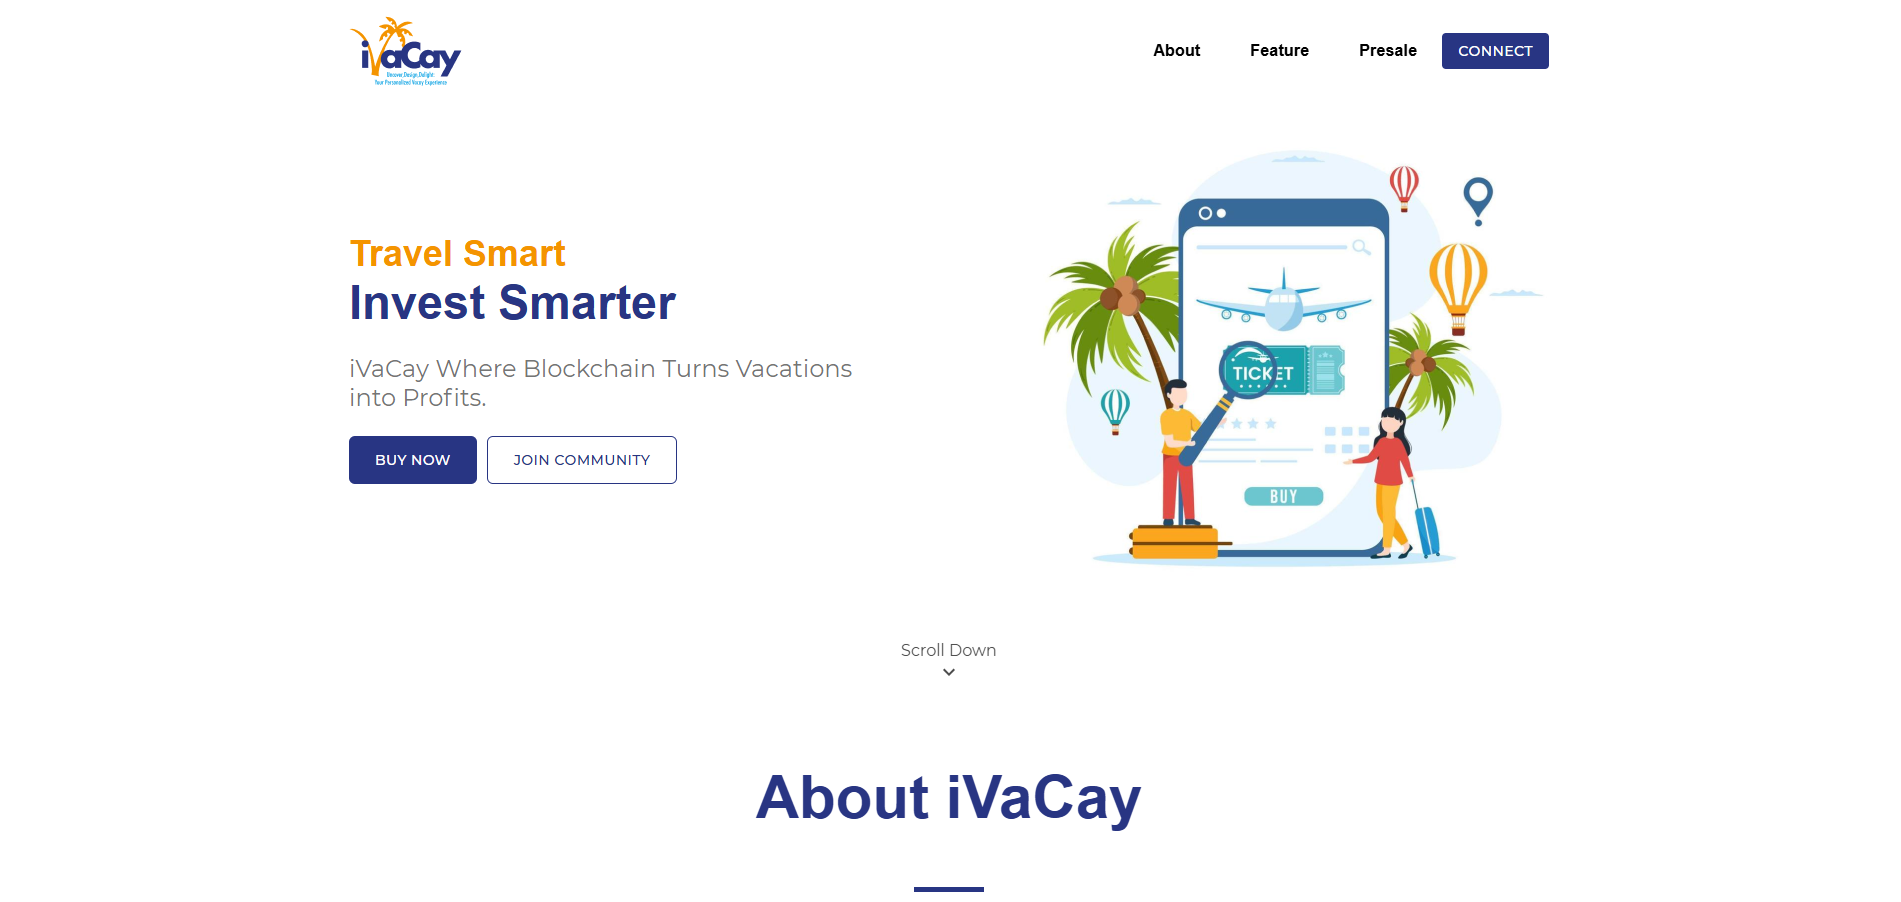 iVaCay
Uncover.Design.Delight
Your Personalized Vacay Experience
About
Feature
Presale
CONNECT
Travel Smart
Invest Smarter
iVaCay Where Blockchain Turns Vacations
into Profits.
BUY NOW
JOIN COMMUNITY
TICKET
BUY
Scroll Down
About iVaCay